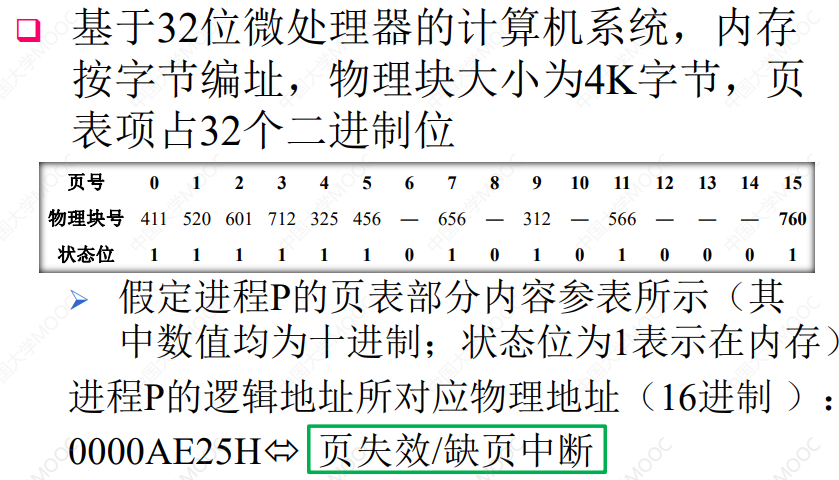 基于32位微处理器的计算机系统，内存
按字节编址，物理块大小为4K字节，页
表项占32个二进制位
页号 0 1 2 3 4 5 6 7 8 9 10 11 12 13 14 15
物理块号 411 520 601 712 325 456 — 656 — 312 — 566 — — — 760
状态位 1 1 1 1 1 1 0 1 0 1 0 1 0 0 0 1
假定进程P的页表部分内容参表所示（其
中数值均为十进制；状态位为1表示在内存）
进程P的逻辑地址所对应物理地址（16进制 ）：
0000AE25H⇔ 页失效/缺页中断